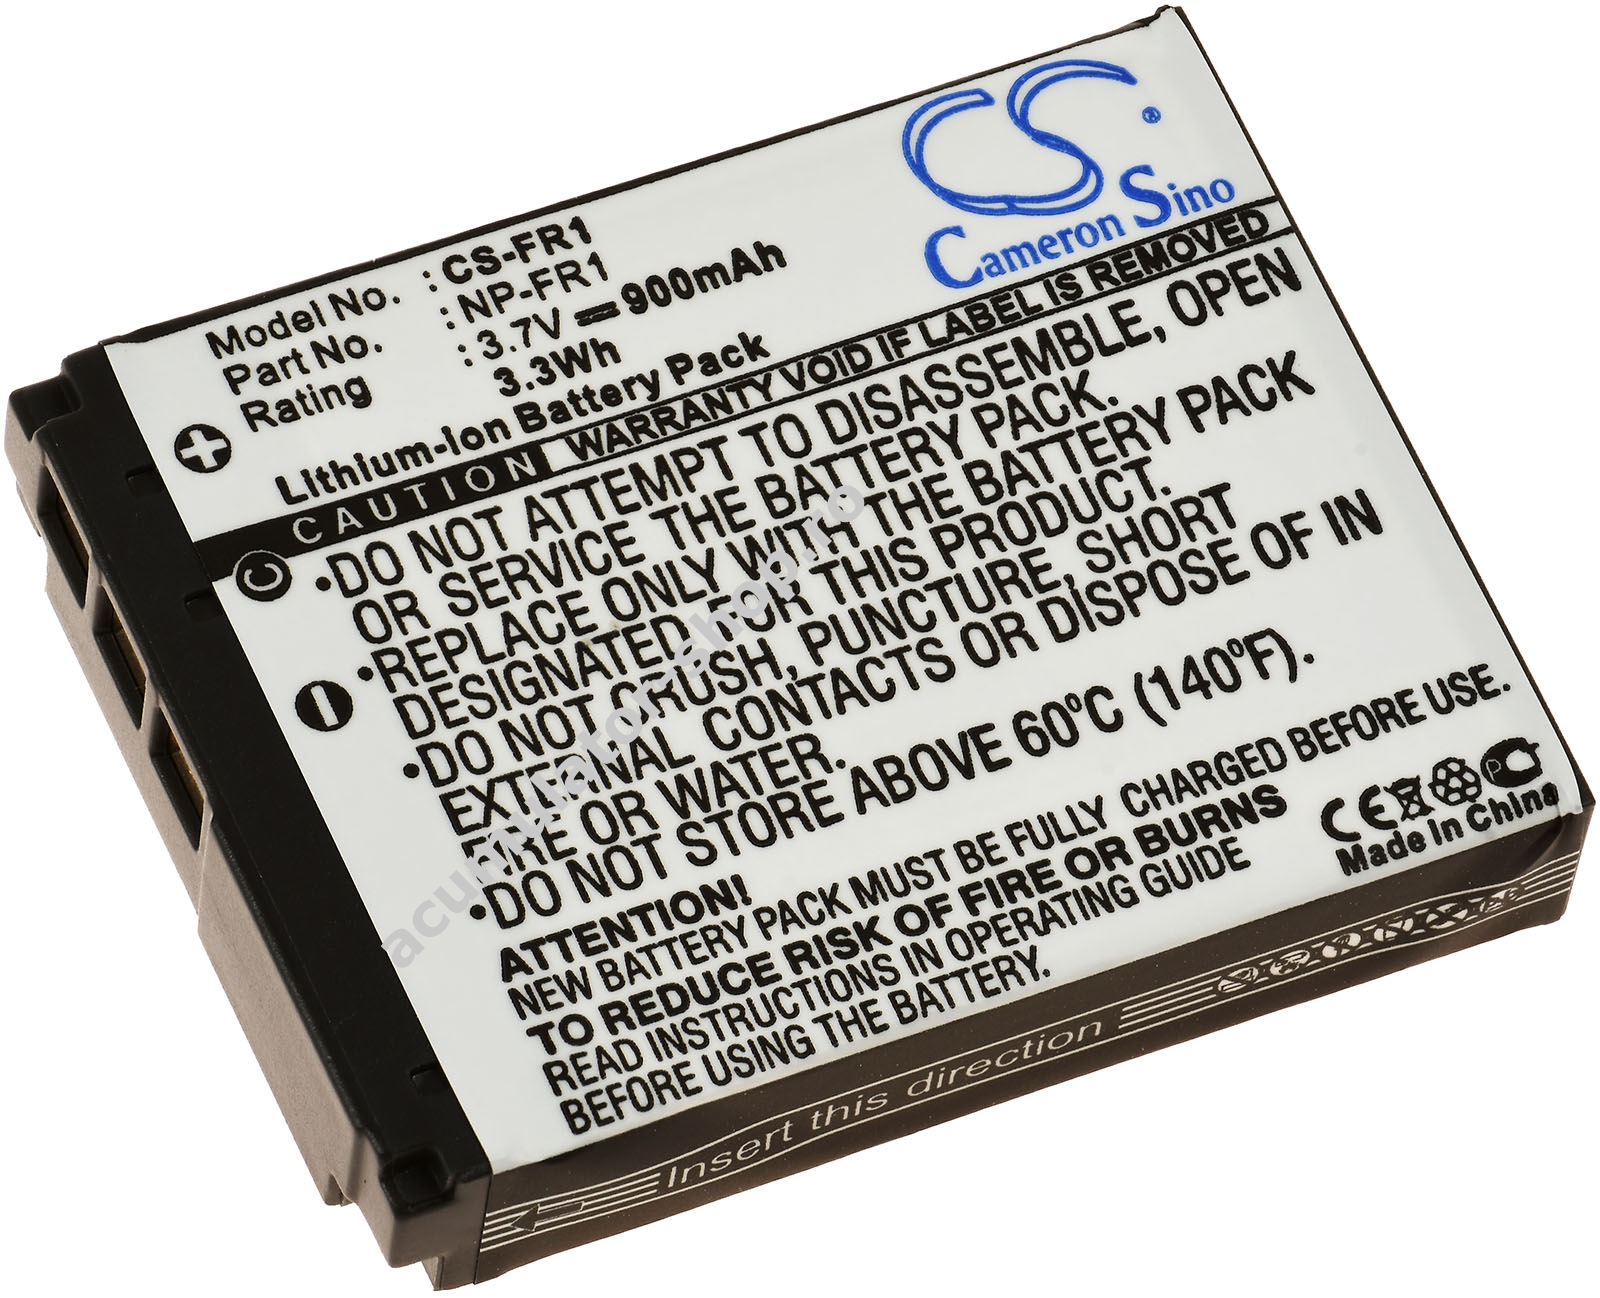 CS
®
Cameron Sino
Model No. : CS-FR1
Part No. : NP-FR1
Rating : 3.7V 900mAh
3.3Wh
Lithium-Ion Battery Pack
CAUTION WARRANTY VOID IF LABEL IS REMOVED
•DO NOT ATTEMPT TO DISASSEMBLE, OPEN
OR SERVICE THE BATTERY PACK.
•REPLACE ONLY WITH THE BATTERY PACK
DESIGNATED FOR THIS PRODUCT.
•DO NOT CRUSH, PUNCTURE, SHORT
EXTERNAL CONTACTS OR DISPOSE OF IN
FIRE OR WATER.
•DO NOT STORE ABOVE 60°C (140°F).
ATTENTION!
NEW BATTERY PACK MUST BE FULLY CHARGED BEFORE USE.
TO REDUCE RISK OF FIRE OR BURNS
READ INSTRUCTIONS IN OPERATING GUIDE
BEFORE USING THE BATTERY.
+
C
−
CE
Made In China
Insert this direction
acumulator-shop.ro